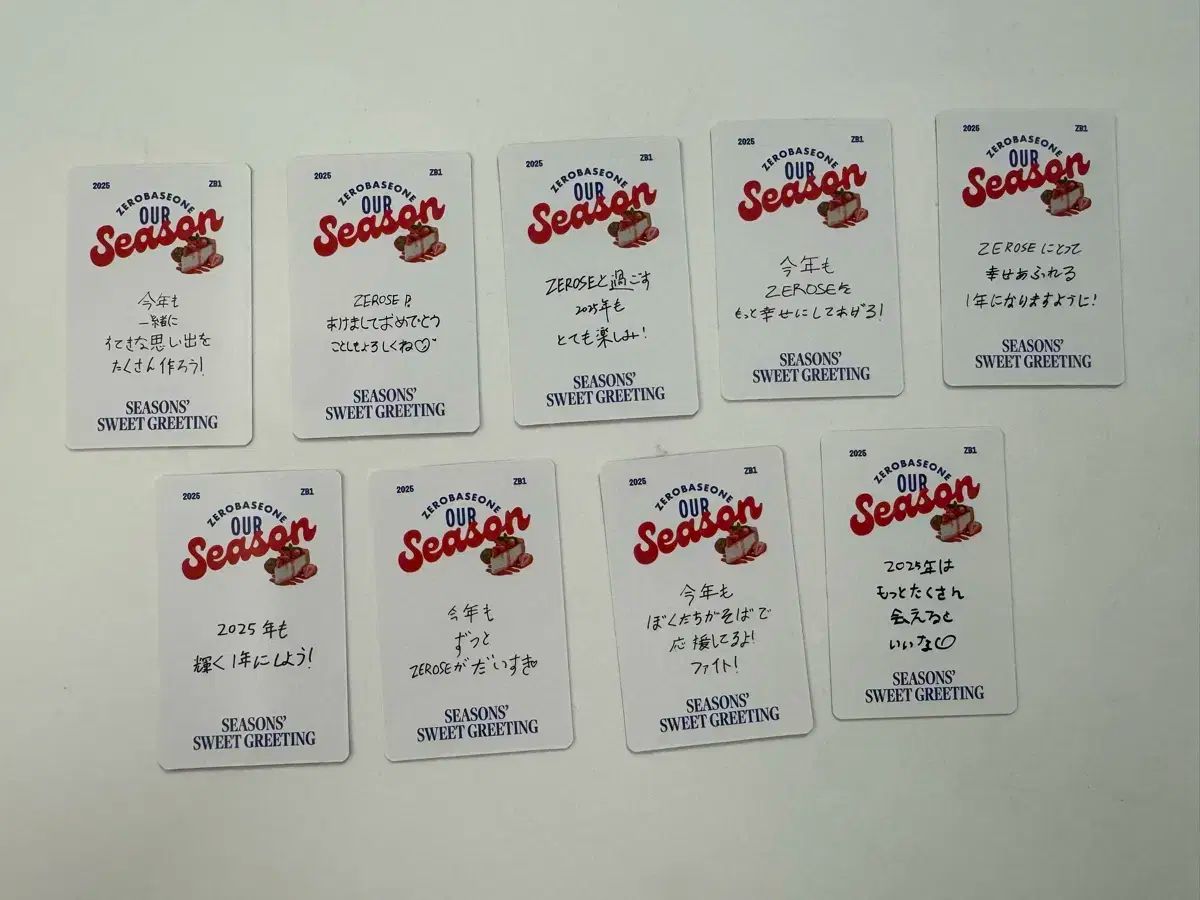 2025 ZB1
ZEROBASEONE
OUR
Season
今年も
一緒に
すてきな思い出を
たくさん作ろう!
SEASONS'
SWEET GREETING
2025 ZB1
ZEROBASEONE
OUR
Season
ZEROSE!!
あけましておめでとう
ことしもよろしくね♡
SEASONS'
SWEET GREETING
2025 ZB1
ZEROBASEONE
OUR
Season
ZEROSEと過ごす
2025年も
とても楽しみ!
SEASONS'
SWEET GREETING
2025 ZB1
ZEROBASEONE
OUR
Season
今年も
ZEROSEを
もっと幸せにしてあげる!
SEASONS'
SWEET GREETING
2025 ZB1
ZEROBASEONE
OUR
Season
ZEROSEにとって
幸せあふれる
1年になりますように!
SEASONS'
SWEET GREETING
2025 ZB1
ZEROBASEONE
OUR
Season
2025年も
輝く1年にしよう!
SEASONS'
SWEET GREETING
2025 ZB1
ZEROBASEONE
OUR
Season
今年も
ずっと
ZEROSEがだいすき♡
SEASONS'
SWEET GREETING
2025 ZB1
ZEROBASEONE
OUR
Season
今年も
ぼくたちがそばで
応援してるよ!
ファイト!
SEASONS'
SWEET GREETING
2025 ZB1
ZEROBASEONE
OUR
Season
2025年は
もっとたくさん
会えると
いいな♡
SEASONS'
SWEET GREETING